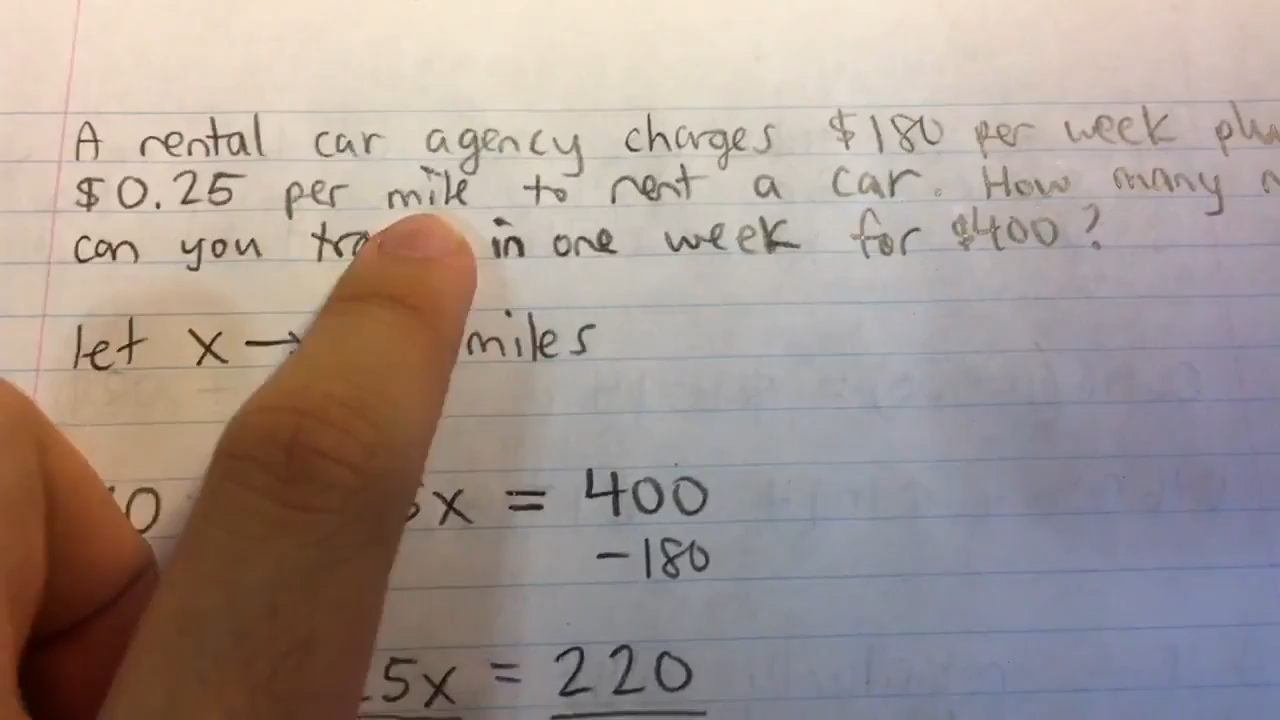 A rental car agency charges $180 per week
$0.25 per mile to rent a car. How many
can you in one week for $400?
let x → miles
x = 400
-180
5x = 220